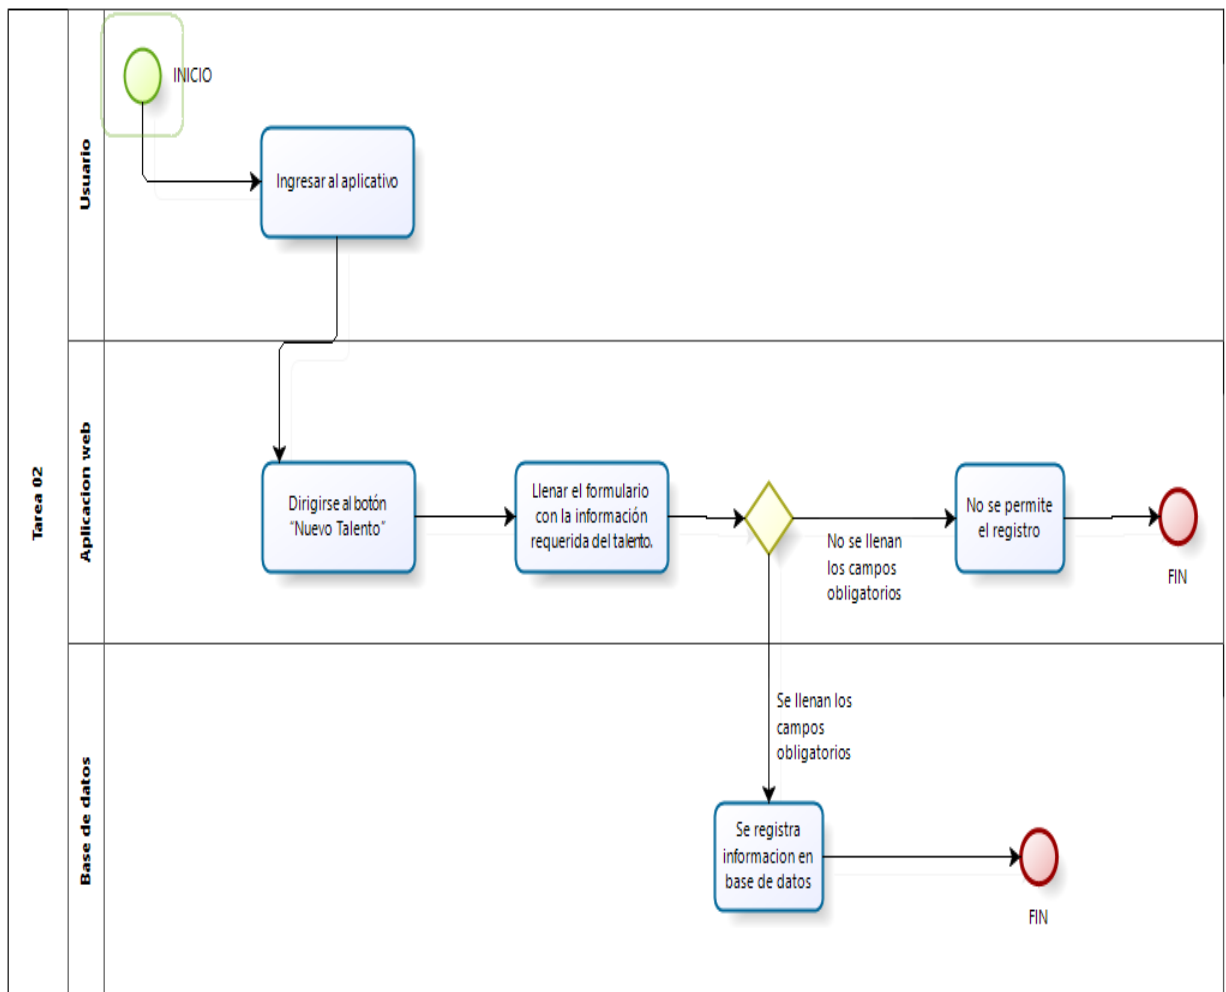 Tarea 02
Usuario
INICIO
Ingresar al aplicativo
Aplicacion web
Dirigirse al botón
“Nuevo Talento”
Llenar el formulario
con la información
requerida del talento.
No se llenan
los campos
obligatorios
No se permite
el registro
FIN
Base de datos
Se llenan los
campos
obligatorios
Se registra
informacion en
base de datos
FIN